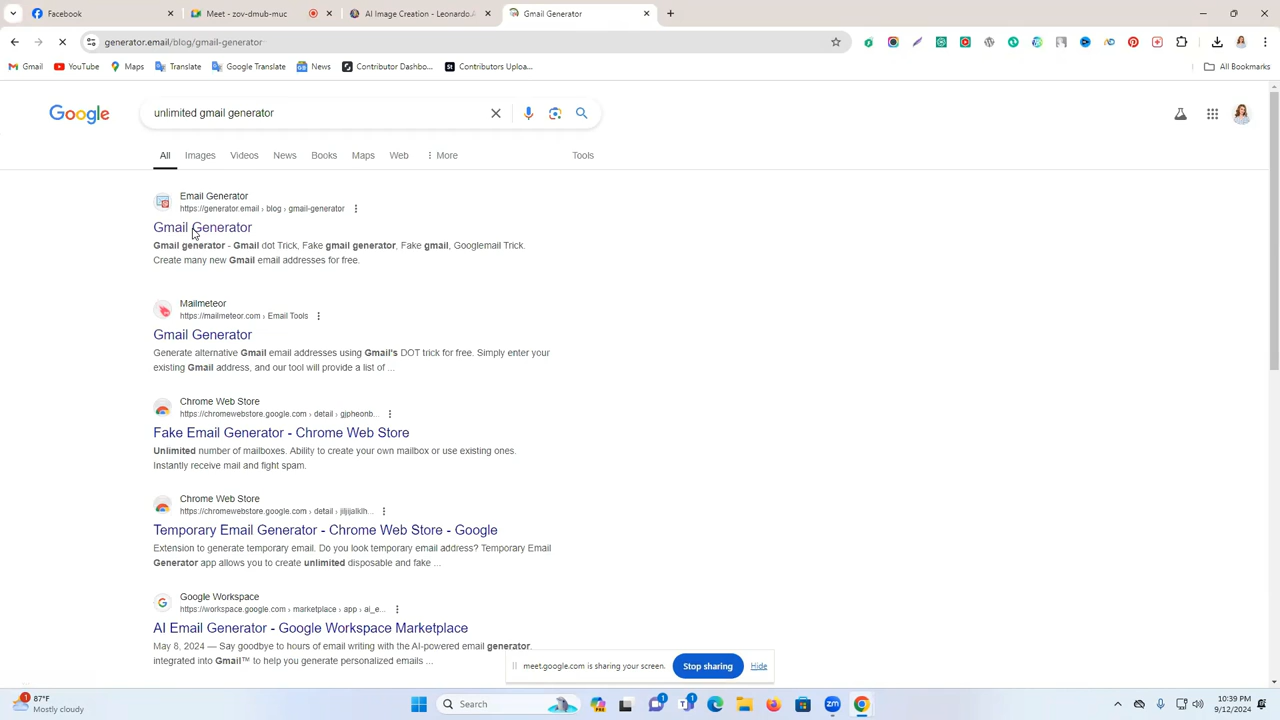 Facebook
Meet - zov-dmub-muc
AI Image Creation - Leonardo.A
Gmail Generator
generator.email/blog/gmail-generator
Gmail
YouTube
Maps
Translate
Google Translate
News
Contributor Dashbo...
Contributors Uploa...
All Bookmarks
Google
unlimited gmail generator
All Images Videos News Books Maps Web More Tools
Email Generator
https://generator.email › blog › gmail-generator
Gmail Generator
Gmail generator - Gmail dot Trick, Fake gmail generator, Fake gmail, Googlemail Trick.
Create many new Gmail email addresses for free.
Mailmeteor
https://mailmeteor.com › Email Tools
Gmail Generator
Generate alternative Gmail email addresses using Gmail's DOT trick for free. Simply enter your
existing Gmail address, and our tool will provide a list of ...
Chrome Web Store
https://chromewebstore.google.com › detail › gjpheonb...
Fake Email Generator - Chrome Web Store
Unlimited number of mailboxes. Ability to create your own mailbox or use existing ones.
Instantly receive mail and fight spam.
Chrome Web Store
https://chromewebstore.google.com › detail
Temporary Email Generator - Chrome Web Store - Google
Extension to generate temporary email. Do you look temporary email address? Temporary Email
Generator app allows you to create unlimited disposable and fake ...
Google Workspace
https://workspace.google.com › marketplace › app › ai_e...
AI Email Generator - Google Workspace Marketplace
May 8, 2024 — Say goodbye to hours of email writing with the AI-powered email generator.
integrated into Gmail™ to help you generate personalized emails ...
meet.google.com is sharing your screen.
Stop sharing
Hide
1
87°F
Mostly cloudy
Search
1
1
zm
10:39 PM
9/12/2024